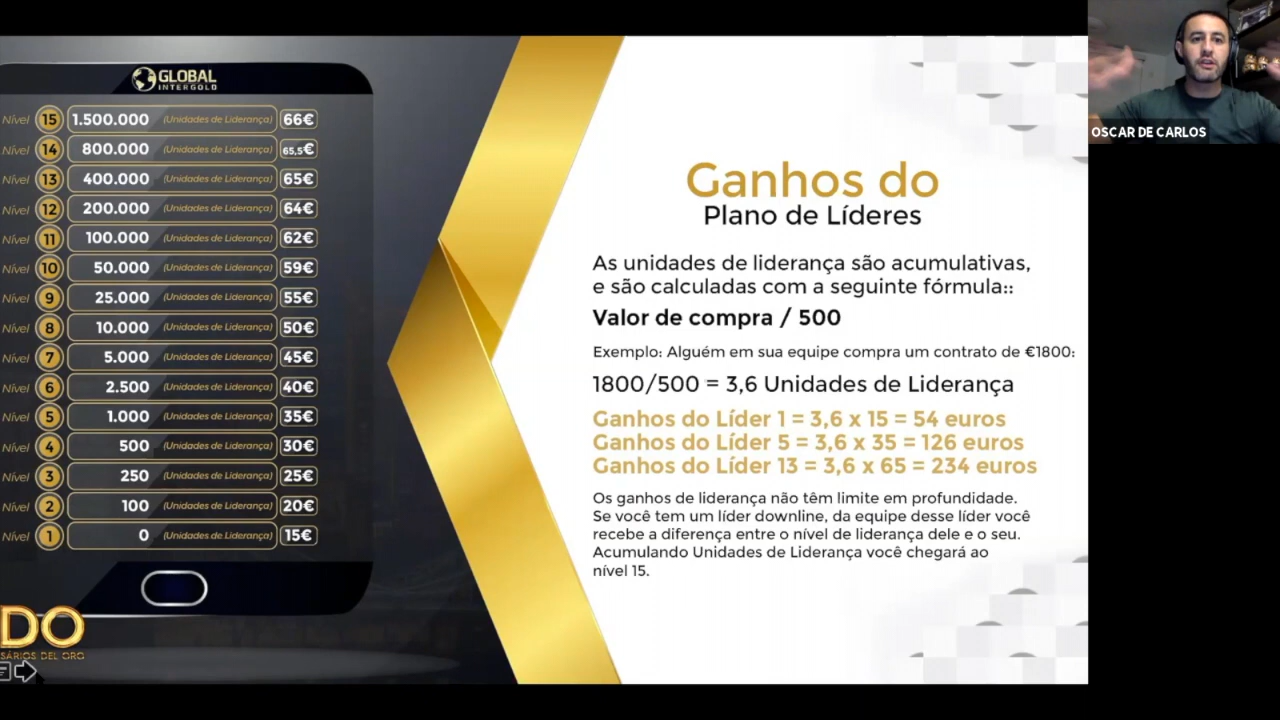 GLOBAL
INTERGOLD
Nível 15 1.500.000 (Unidades de Liderança) 66€
Nível 14 800.000 (Unidades de Liderança) 65,5€
Nível 13 400.000 (Unidades de Liderança) 65€
Nível 12 200.000 (Unidades de Liderança) 64€
Nível 11 100.000 (Unidades de Liderança) 62€
Nível 10 50.000 (Unidades de Liderança) 59€
Nível 9 25.000 (Unidades de Liderança) 55€
Nível 8 10.000 (Unidades de Liderança) 50€
Nível 7 5.000 (Unidades de Liderança) 45€
Nível 6 2.500 (Unidades de Liderança) 40€
Nível 5 1.000 (Unidades de Liderança) 35€
Nível 4 500 (Unidades de Liderança) 30€
Nível 3 250 (Unidades de Liderança) 25€
Nível 2 100 (Unidades de Liderança) 20€
Nível 1 0 (Unidades de Liderança) 15€
DO
SÁRIOS DEL ORO
Ganhos do
Plano de Líderes
As unidades de liderança são acumulativas,
e são calculadas com a seguinte fórmula::
Valor de compra / 500
Exemplo: Alguém em sua equipe compra um contrato de €1800:
1800/500 = 3,6 Unidades de Liderança
Ganhos do Líder 1 = 3,6 x 15 = 54 euros
Ganhos do Líder 5 = 3,6 x 35 = 126 euros
Ganhos do Líder 13 = 3,6 x 65 = 234 euros
Os ganhos de liderança não têm limite em profundidade.
Se você tem um líder downline, da equipe desse líder você
recebe a diferença entre o nível de liderança dele e o seu.
Acumulando Unidades de Liderança você chegará ao
nível 15.
OSCAR DE CARLOS